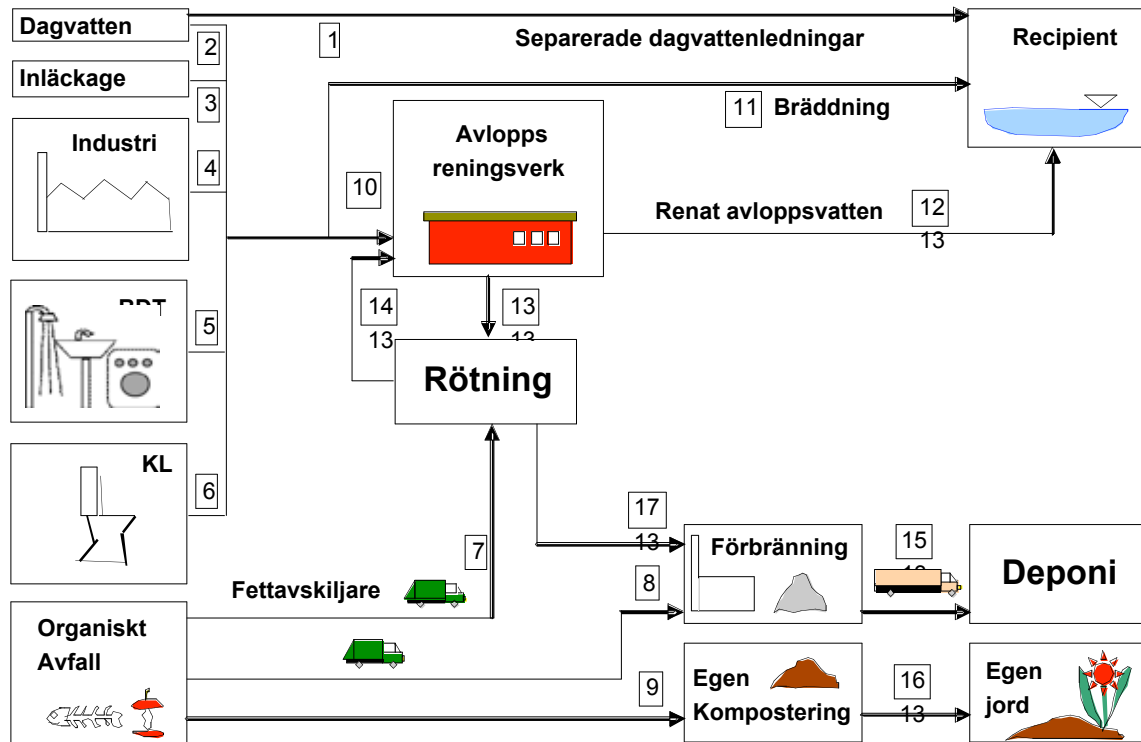 Dagvatten
2
1
Separerade dagvattenledningar
Recipient
Inläckage
3
11 Bräddning
Industri
4
Avlopps
reningsverk
10
Renat avloppsvatten
12
13
14
13
13
13
5
Rötning
KL
6
7
17
13
Förbränning
15
Deponi
Fettavskiljare
8
Organiskt
Avfall
9
Egen
Kompostering
16
13
Egen
jord